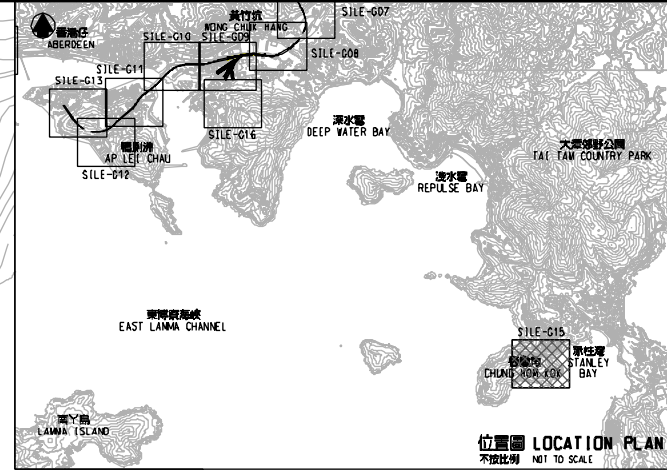 SILE-G07
黃竹坑
WONG CHUK HANG
香港仔
ABERDEEN
SILE-G10
SILE-G09
SILE-G08
SILE-G11
SILE-G13
SILE-G16
鴨脷洲
AP LEI CHAU
SILE-G12
深水灣
DEEP WATER BAY
大潭郊野公園
TAI TAM COUNTRY PARK
淺水灣
REPULSE BAY
東博寮海峽
EAST LAMMA CHANNEL
SILE-G15
舂磡角
CHUNG HOM KOK
赤柱灣
STANLEY
BAY
南丫島
LAMMA ISLAND
位置圖 LOCATION PLAN
不按比例 NOT TO SCALE